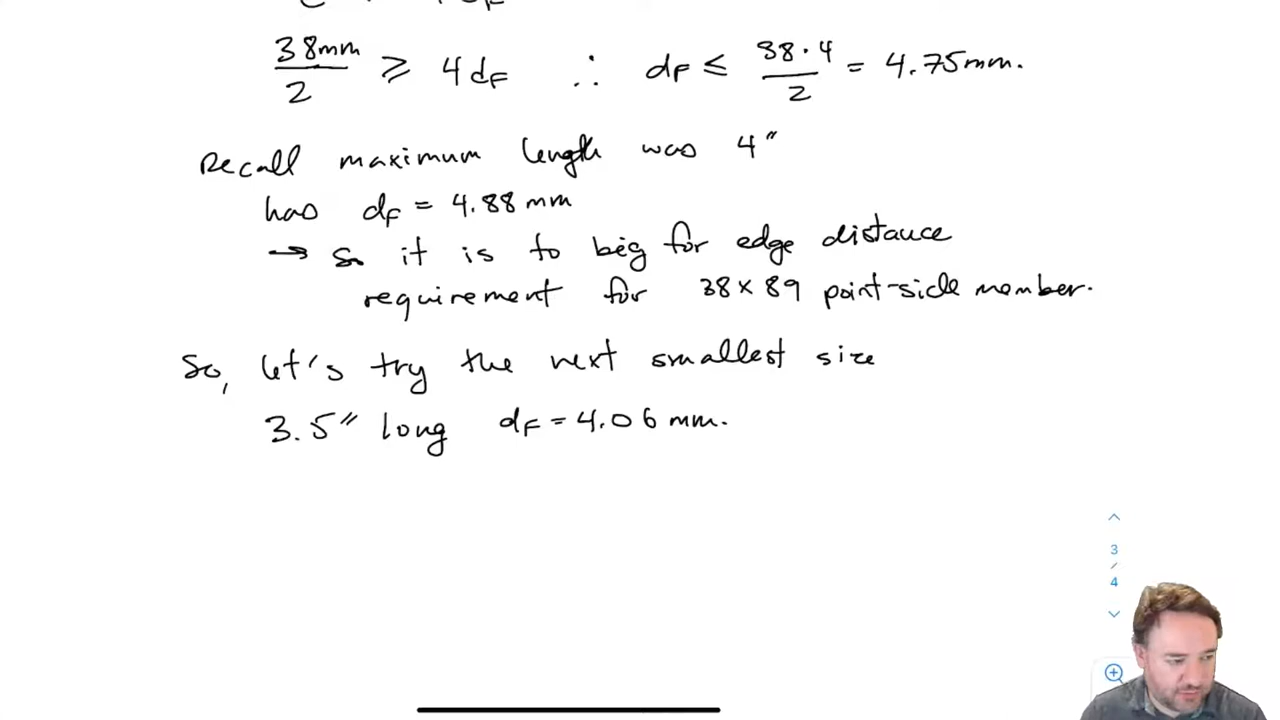 38mm/2 ⩾ 4dF ∴ dF ≤ 38·4/2 = 4.75mm.
Recall maximum length was 4"
has dF = 4.88 mm
→ so it is to big for edge distance
requirement for 38×89 point-side member.
So, let's try the next smallest size
3.5" long dF = 4.06 mm.
3
/
4